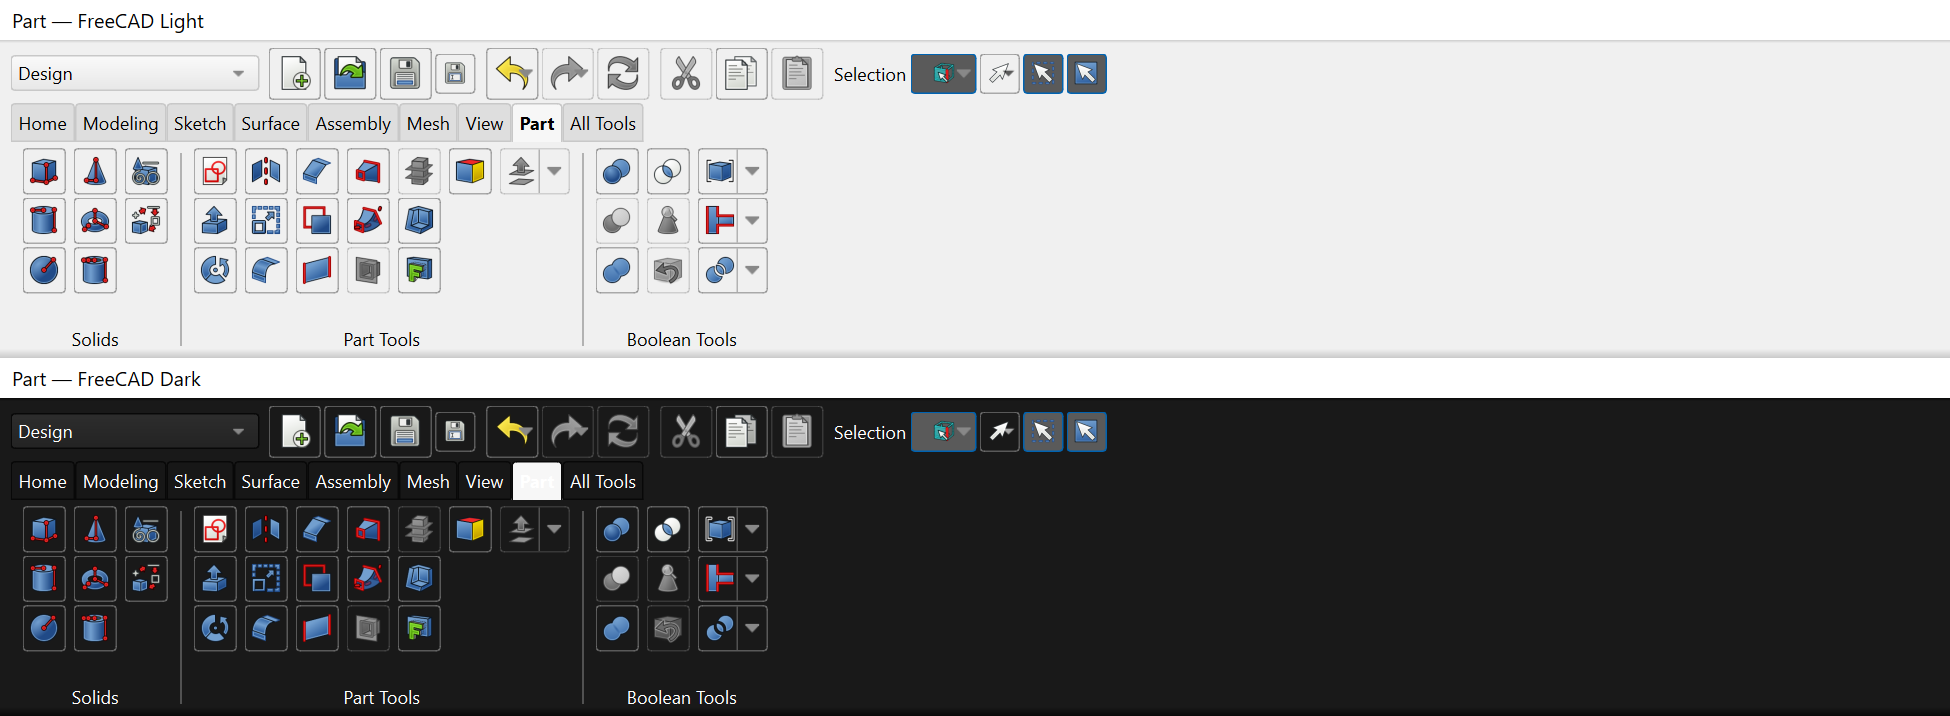 Part — FreeCAD Light
Design
Selection
Home Modeling Sketch Surface Assembly Mesh View Part All Tools
Solids Part Tools Boolean Tools
Part — FreeCAD Dark
Design
Selection
Home Modeling Sketch Surface Assembly Mesh View Part All Tools
Solids Part Tools Boolean Tools